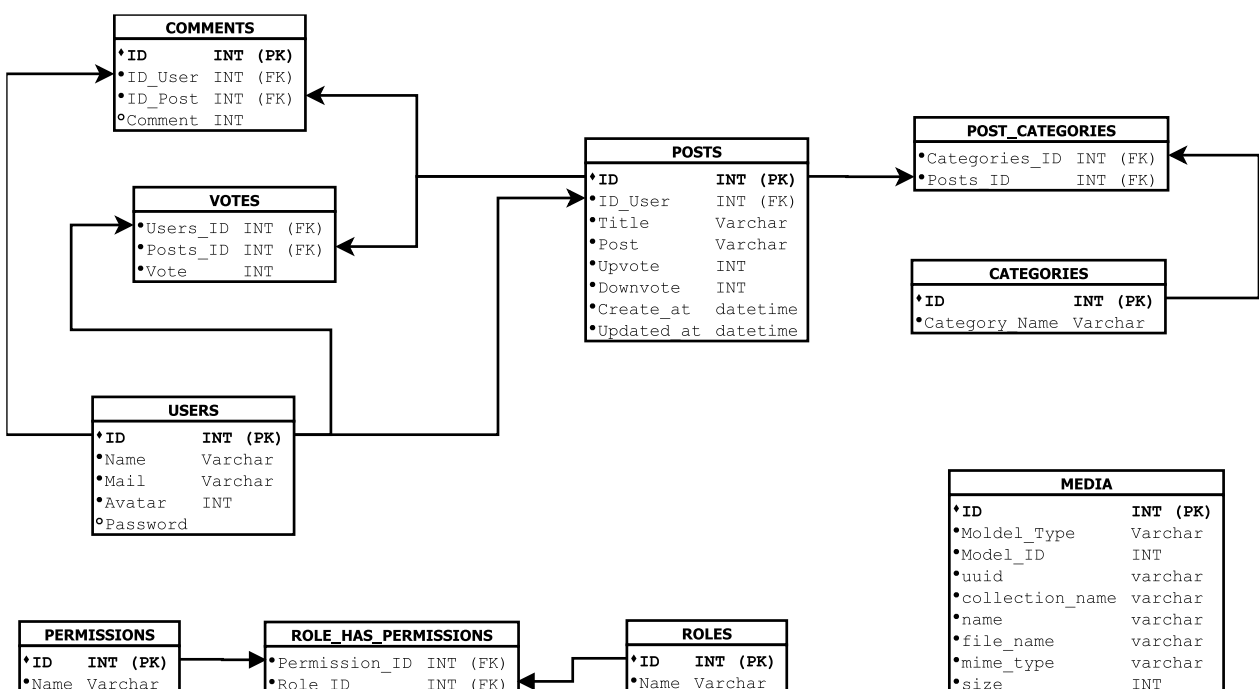 COMMENTS
ID INT (PK)
ID_User INT (FK)
ID_Post INT (FK)
Comment INT
VOTES
Users_ID INT (FK)
Posts_ID INT (FK)
Vote INT
USERS
ID INT (PK)
Name Varchar
Mail Varchar
Avatar INT
Password
POSTS
ID INT (PK)
ID_User INT (FK)
Title Varchar
Post Varchar
Upvote INT
Downvote INT
Create_at datetime
Updated_at datetime
POST_CATEGORIES
Categories_ID INT (FK)
Posts_ID INT (FK)
CATEGORIES
ID INT (PK)
Category_Name Varchar
MEDIA
ID INT (PK)
Moldel_Type Varchar
Model_ID INT
uuid varchar
collection_name varchar
name varchar
file_name varchar
mime_type varchar
size INT
PERMISSIONS
ID INT (PK)
Name Varchar
ROLE_HAS_PERMISSIONS
Permission_ID INT (FK)
Role_ID INT (FK)
ROLES
ID INT (PK)
Name Varchar